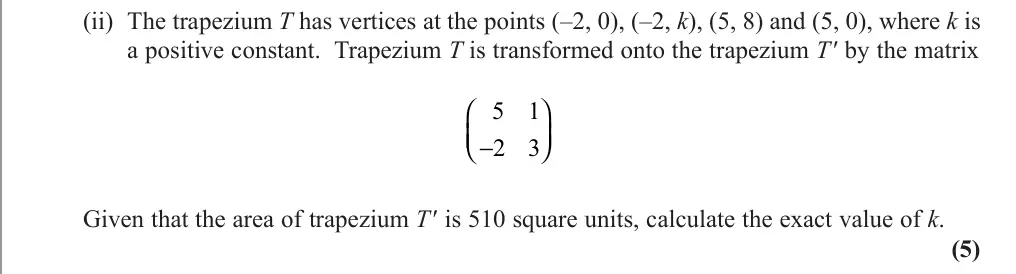 (ii) The trapezium T has vertices at the points (–2, 0), (–2, k), (5, 8) and (5, 0), where k is
a positive constant. Trapezium T is transformed onto the trapezium T′ by the matrix
5 1
–2 3
Given that the area of trapezium T′ is 510 square units, calculate the exact value of k.
(5)